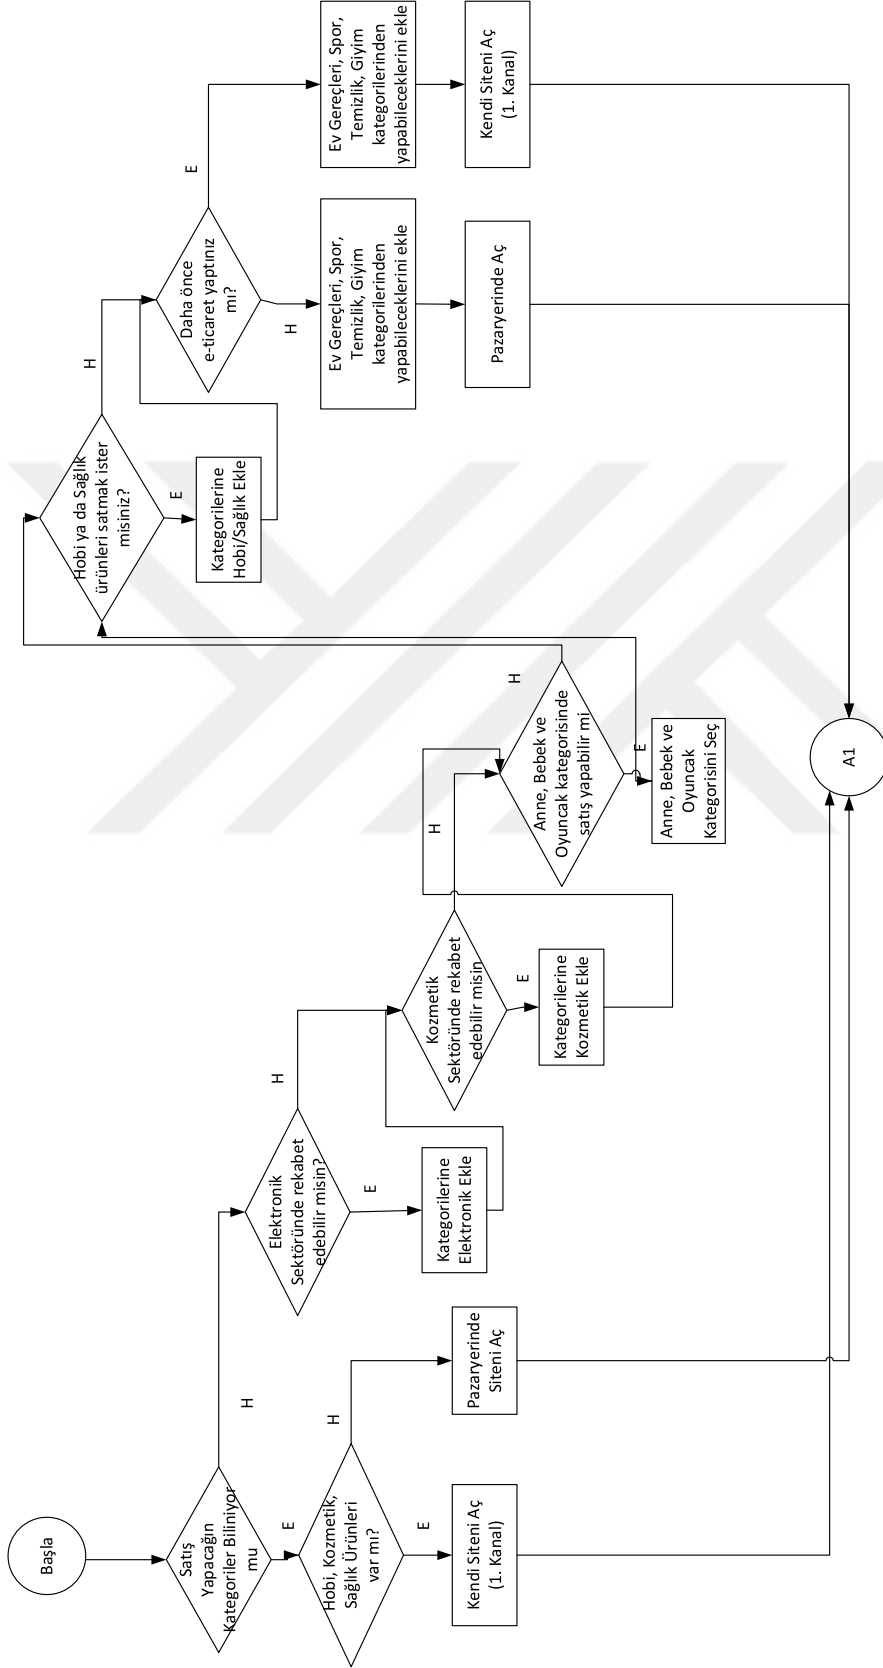 Başla
Satış
Yapacağın
Kategoriler Biliniyor
mu
H
E
Hobi, Kozmetik,
Sağlık Ürünleri
var mı?
H
E
Kendi Siteni Aç
(1. Kanal)
Pazaryerinde
Siteni Aç
Elektronik
Sektöründe rekabet
edebilir misin?
H
E
Kategorilerine
Elektronik Ekle
Kozmetik
Sektöründe rekabet
edebilir misin
H
E
Kategorilerine
Kozmetik Ekle
Anne, Bebek ve
Oyuncak kategorisinde
satış yapabilir mi
H
E
Anne, Bebek ve
Oyuncak
Kategorisini Seç
Hobi ya da Sağlık
ürünleri satmak ister
misiniz?
H
E
Kategorilerine
Hobi/Sağlık Ekle
Daha önce
e-ticaret yaptınız
mı?
E
H
Ev Gereçleri, Spor,
Temizlik, Giyim
kategorilerinden
yapabileceklerini ekle
Pazaryerinde Aç
Ev Gereçleri, Spor,
Temizlik, Giyim
kategorilerinden
yapabileceklerini ekle
Kendi Siteni Aç
(1. Kanal)
A1